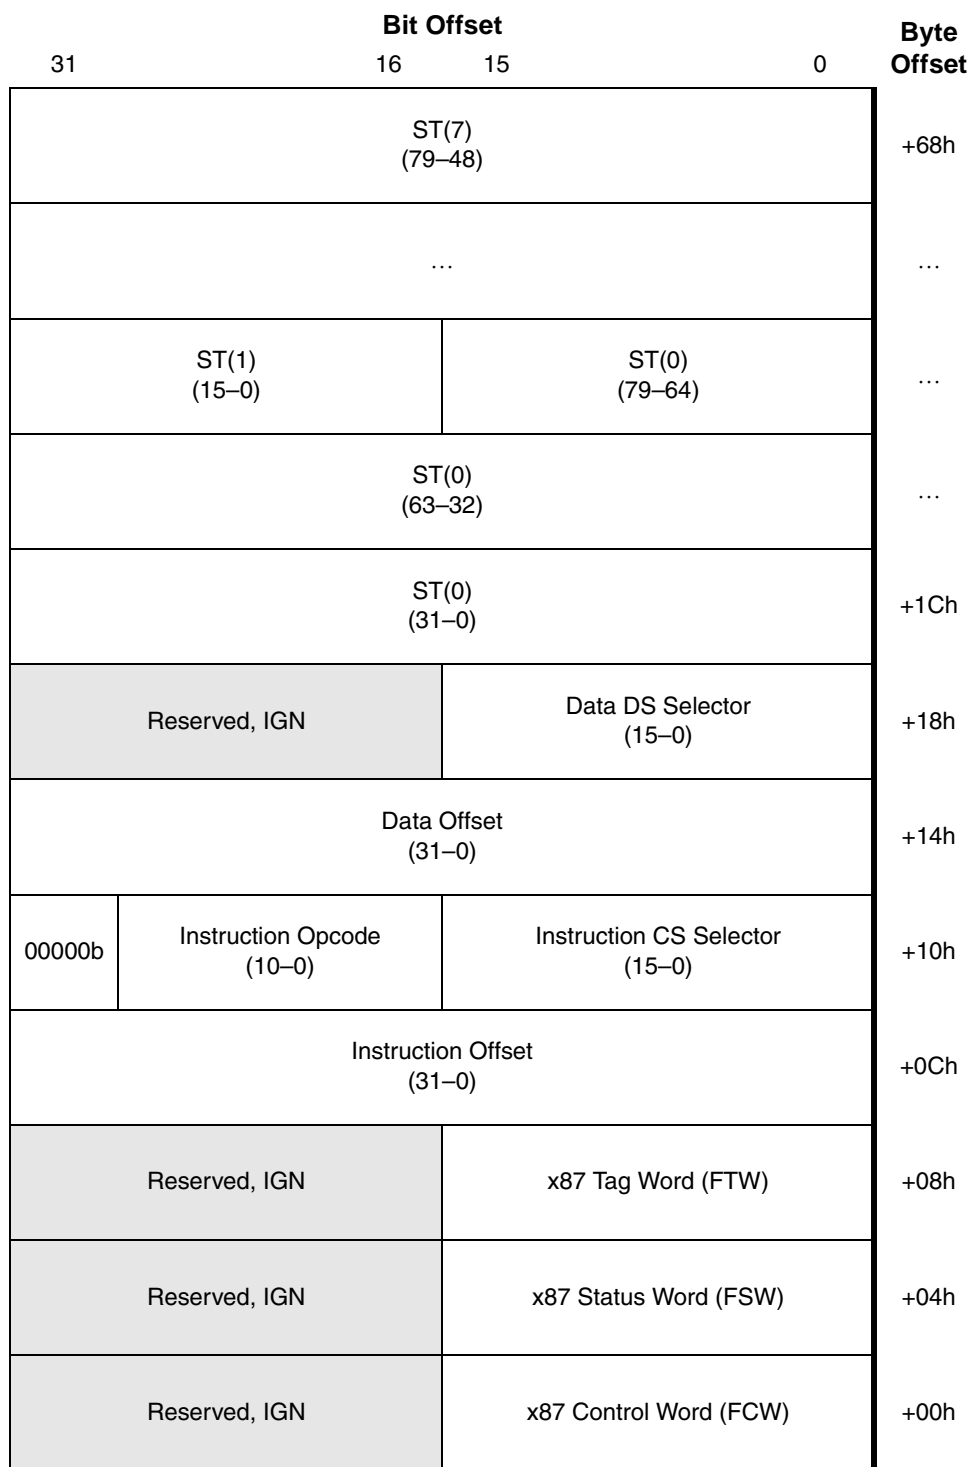 Bit Offset
Byte
Offset
31 16 15 0
ST(7)
(79–48)
+68h
...
...
ST(1)
(15–0)
ST(0)
(79–64)
...
ST(0)
(63–32)
...
ST(0)
(31–0)
+1Ch
Reserved, IGN
Data DS Selector
(15–0)
+18h
Data Offset
(31–0)
+14h
00000b
Instruction Opcode
(10–0)
Instruction CS Selector
(15–0)
+10h
Instruction Offset
(31–0)
+0Ch
Reserved, IGN
x87 Tag Word (FTW)
+08h
Reserved, IGN
x87 Status Word (FSW)
+04h
Reserved, IGN
x87 Control Word (FCW)
+00h